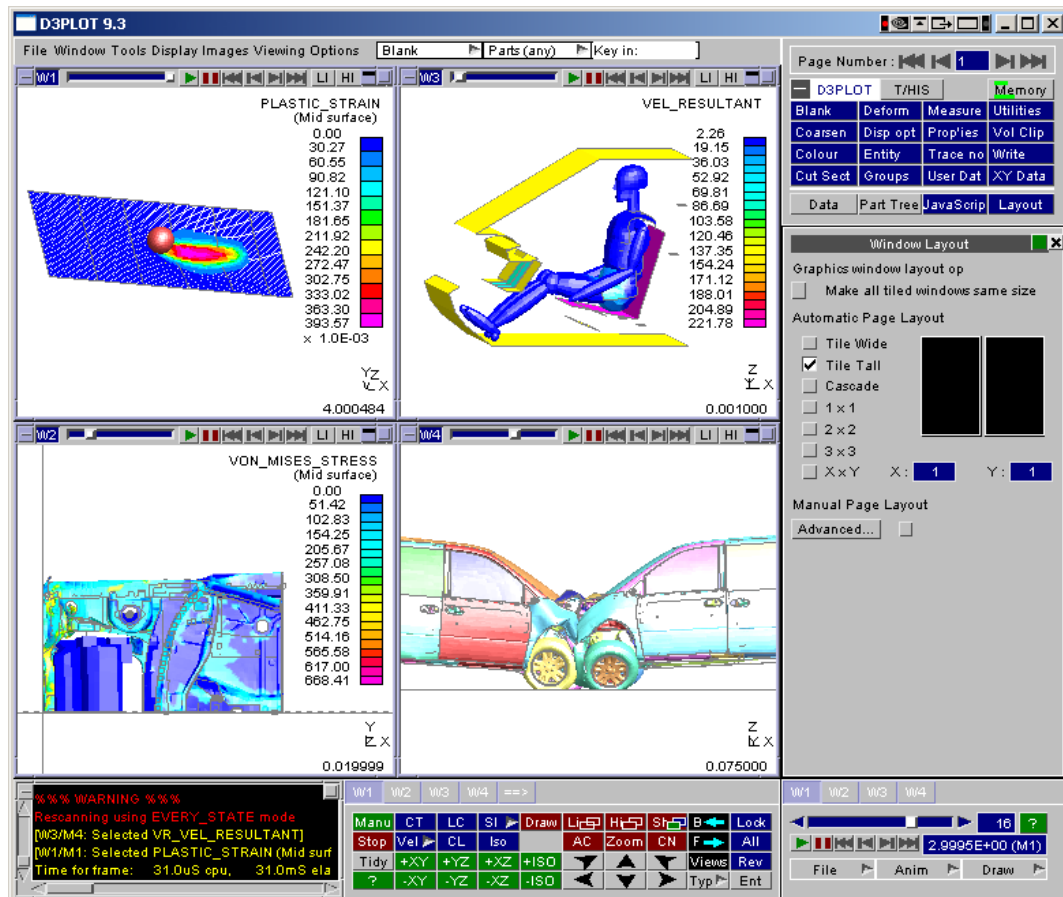 D3PLOT 9.3
File Window Tools Display Images Viewing Options Blank Parts (any) Key in:
W1 LI HI
PLASTIC_STRAIN
(Mid surface)
0.00
30.27
60.55
90.82
121.10
151.37
181.65
211.92
242.20
272.47
302.75
333.02
363.30
393.57
x 1.0E-03
YZ
X
4.000484
W3 LI HI
VEL_RESULTANT
2.26
19.15
36.03
52.92
69.81
86.69
103.58
120.46
137.35
154.24
171.12
188.01
204.89
221.78
Z
Y X
0.001000
W2 LI HI
VON_MISES_STRESS
(Mid surface)
0.00
51.42
102.83
154.25
205.67
257.08
308.50
359.91
411.33
462.75
514.16
565.58
617.00
668.41
Y
Z X
0.019999
W4 LI HI
Z
Y X
0.075000
Page Number : 1
D3PLOT T/HIS Memory
Blank Deform Measure Utilities
Coarsen Disp opt Prop'ies Vol Clip
Colour Entity Trace no Write
Cut Sect Groups User Dat XY Data
Data Part Tree JavaScrip Layout
Window Layout
Graphics window layout op
Make all tiled windows same size
Automatic Page Layout
Tile Wide
Tile Tall
Cascade
1 x 1
2 x 2
3 x 3
X x Y X : 1 Y : 1
Manual Page Layout
Advanced...
%%% WARNING %%%
Rescanning using EVERY_STATE mode
[W3/M4: Selected VR_VEL_RESULTANT]
[W1/M1: Selected PLASTIC_STRAIN (Mid surf
Time for frame: 31.0uS cpu, 31.0mS ela
W1 W2 W3 W4 ==>
Manu CT LC SI Draw Li Hi Sh B Lock
Stop Vel CL Iso AC Zoom CN F All
Tidy +XY +YZ +XZ +ISO Views Rev
? -XY -YZ -XZ -ISO Typ Ent
W1 W2 W3 W4
16 ?
2.9995E+00 (M1)
File Anim Draw